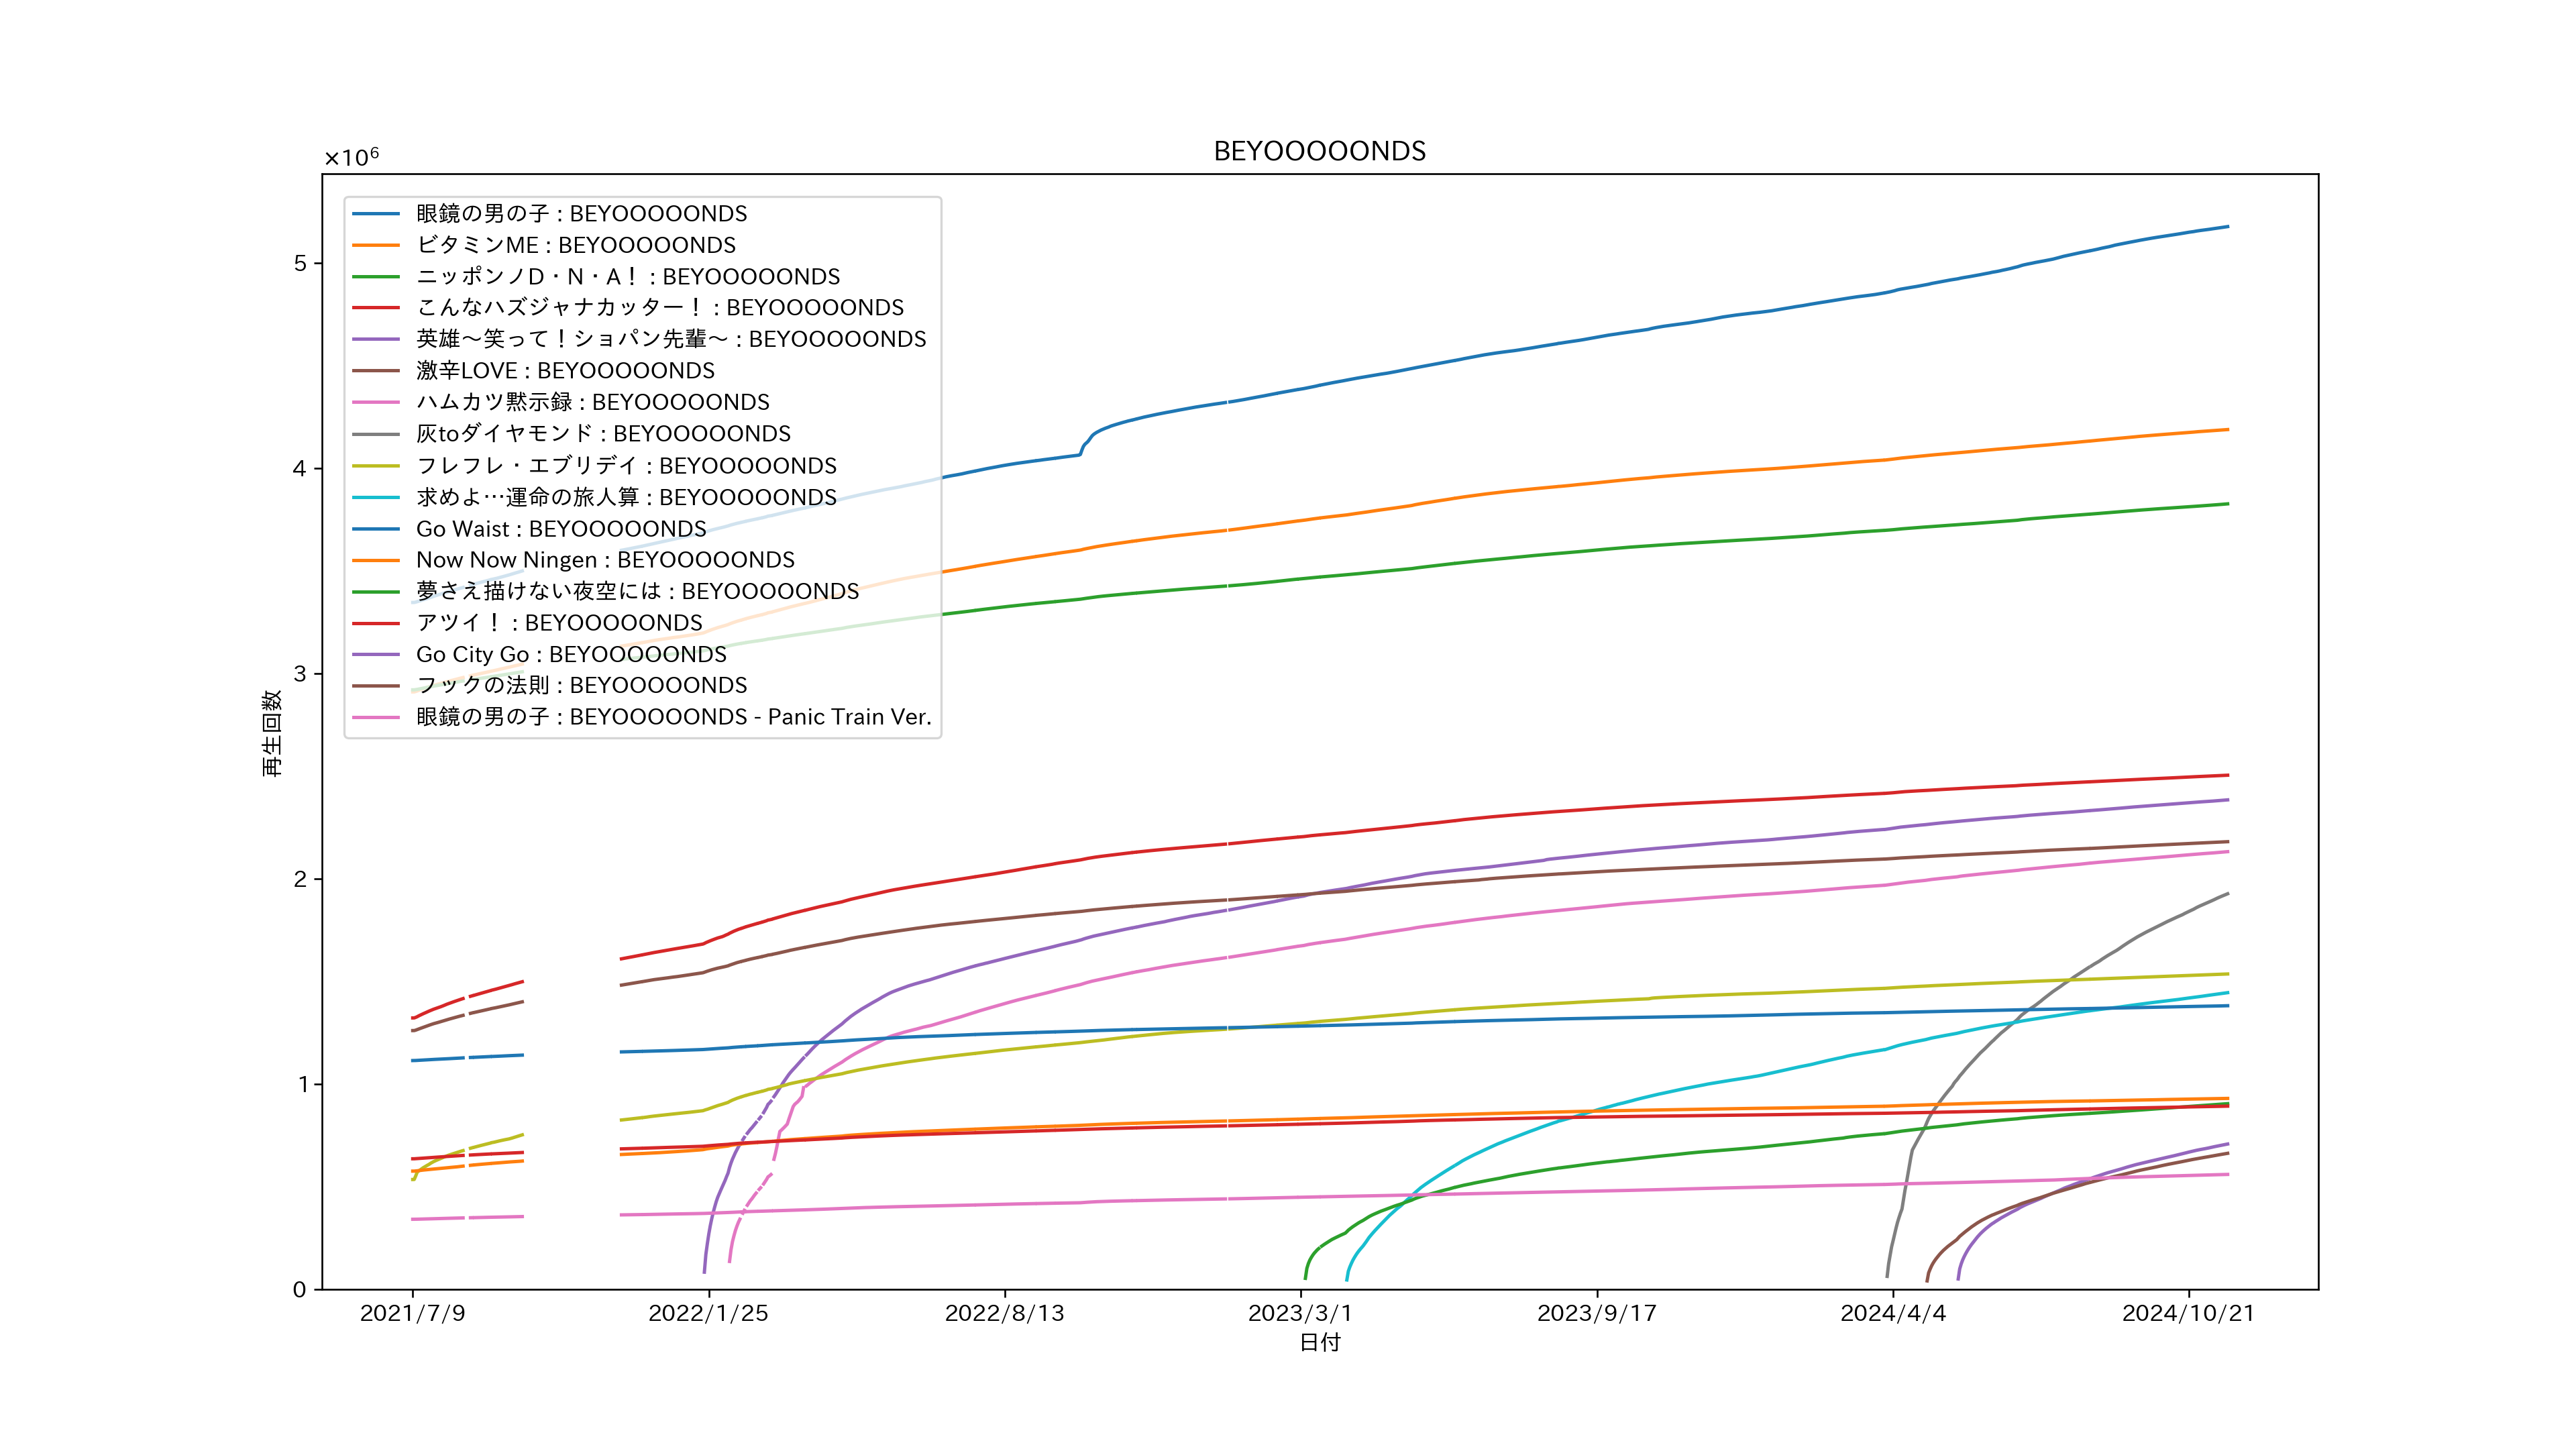 BEYOOOOONDS
×10⁶
眼鏡の男の子 : BEYOOOOONDS
ビタミンME : BEYOOOOONDS
ニッポンノD・N・A！ : BEYOOOOONDS
こんなハズジャナカッター！ : BEYOOOOONDS
英雄〜笑って！ショパン先輩〜 : BEYOOOOONDS
激辛LOVE : BEYOOOOONDS
ハムカツ黙示録 : BEYOOOOONDS
灰toダイヤモンド : BEYOOOOONDS
フレフレ・エブリデイ : BEYOOOOONDS
求めよ…運命の旅人算 : BEYOOOOONDS
Go Waist : BEYOOOOONDS
Now Now Ningen : BEYOOOOONDS
夢さえ描けない夜空には : BEYOOOOONDS
アツイ！ : BEYOOOOONDS
Go City Go : BEYOOOOONDS
フックの法則 : BEYOOOOONDS
眼鏡の男の子 : BEYOOOOONDS - Panic Train Ver.
5
4
3
2
1
0
再生回数
2021/7/9
2022/1/25
2022/8/13
2023/3/1
2023/9/17
2024/4/4
2024/10/21
日付